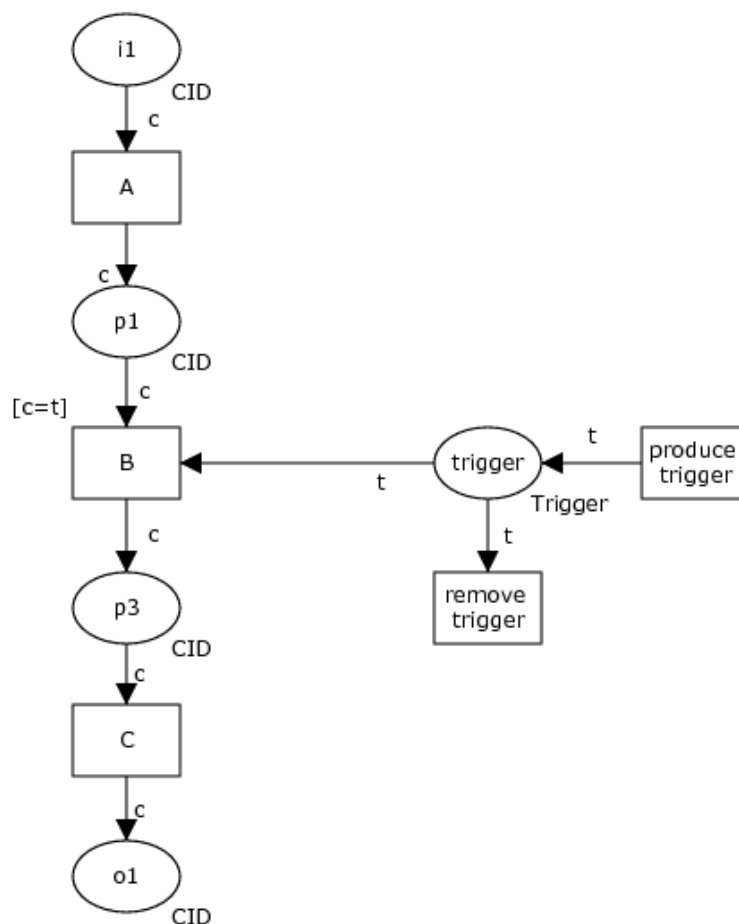 i1
CID
c
A
c
p1
CID
c
[c=t]
B
t
trigger
Trigger
t
produce
trigger
c
t
remove
trigger
p3
CID
c
C
c
o1
CID